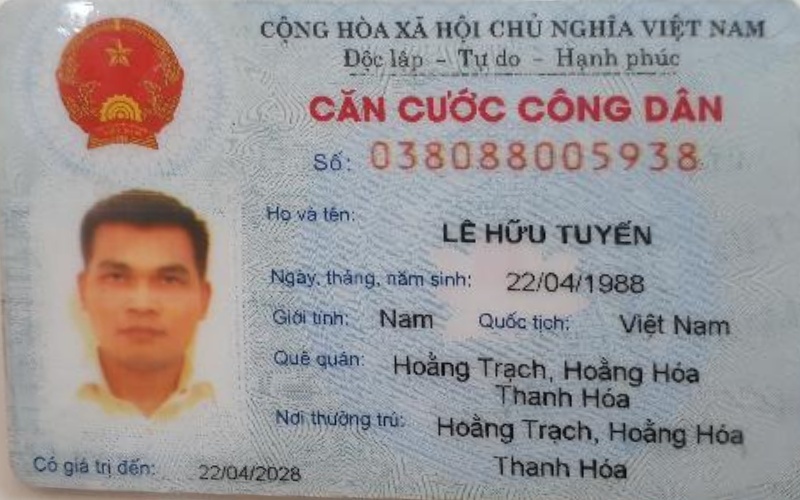 CỘNG HÒA XÃ HỘI CHỦ NGHĨA VIỆT NAM
Độc lập - Tự do - Hạnh phúc
CĂN CƯỚC CÔNG DÂN
Số: 038088005938
Họ và tên: LÊ HỮU TUYẾN
Ngày, tháng, năm sinh: 22/04/1988
Giới tính: Nam Quốc tịch: Việt Nam
Quê quán: Hoằng Trạch, Hoằng Hóa
Thanh Hóa
Nơi thường trú: Hoằng Trạch, Hoằng Hóa
Thanh Hóa
Có giá trị đến: 22/04/2028